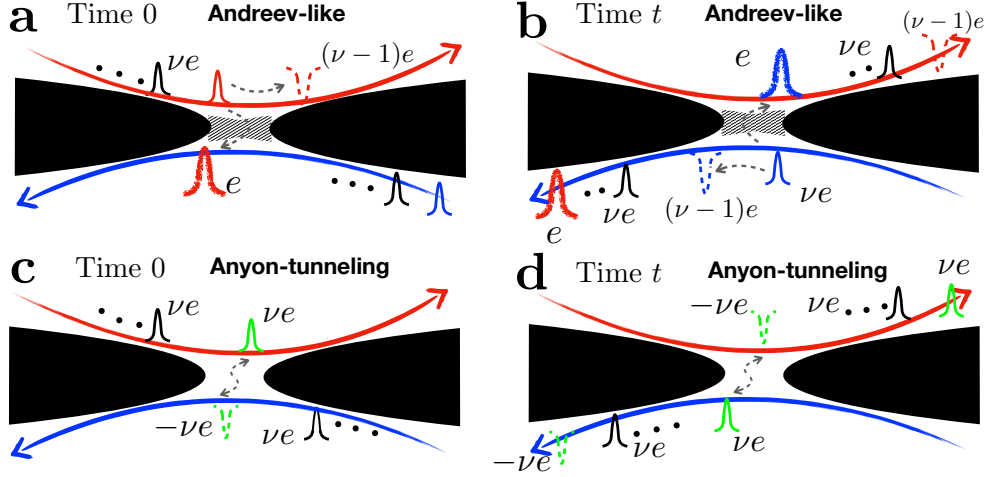 a Time 0 Andreev-like
νe (ν − 1)e
e
b Time t Andreev-like
e νe (ν−1)e
νe (ν−1)e νe
e
c Time 0 Anyon-tunneling
νe νe
−νe νe
d Time t Anyon-tunneling
−νe νe νe
−νe νe νe